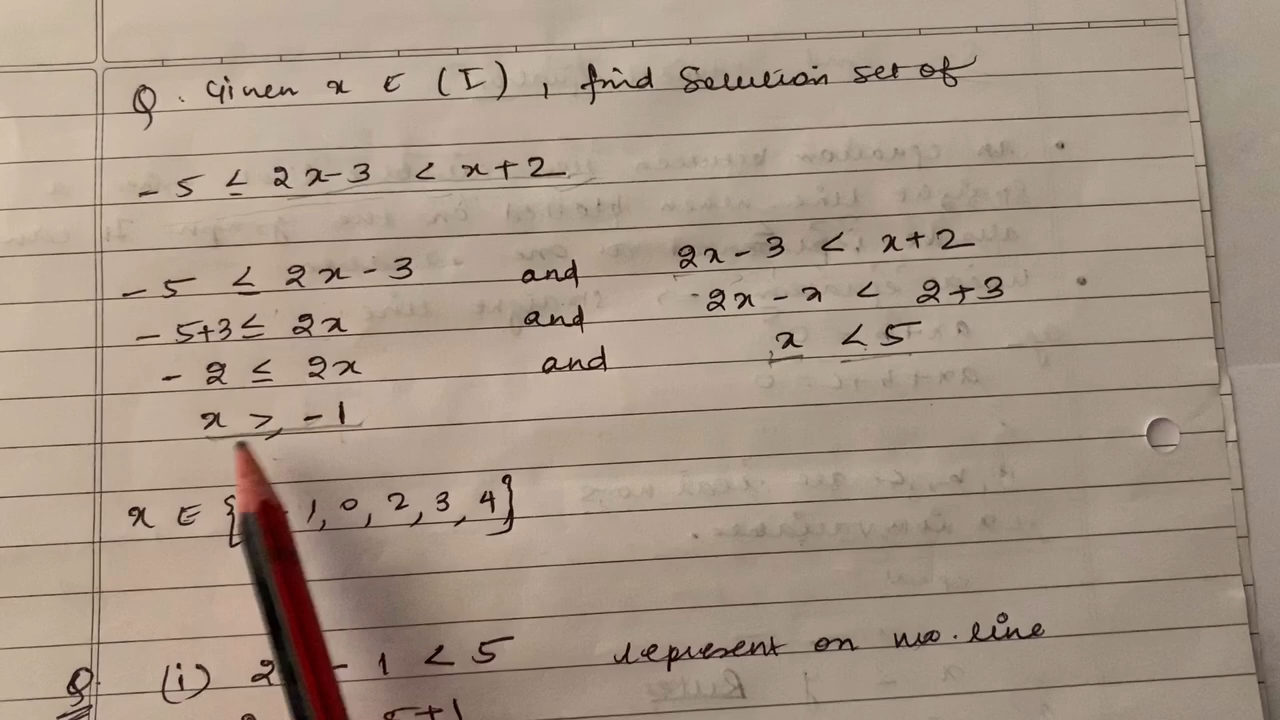 Q. Given x ∈ (I), find Solution set of
-5 ≤ 2x-3 < x+2
-5 ≤ 2x-3 and 2x-3 < x+2
-5+3 ≤ 2x and 2x-x < 2+3
-2 ≤ 2x and x < 5
x ≥ -1
x ∈ {-1, 0, 2, 3, 4}
Q (i) 2 - 1 < 5 represent on no. line
5+1